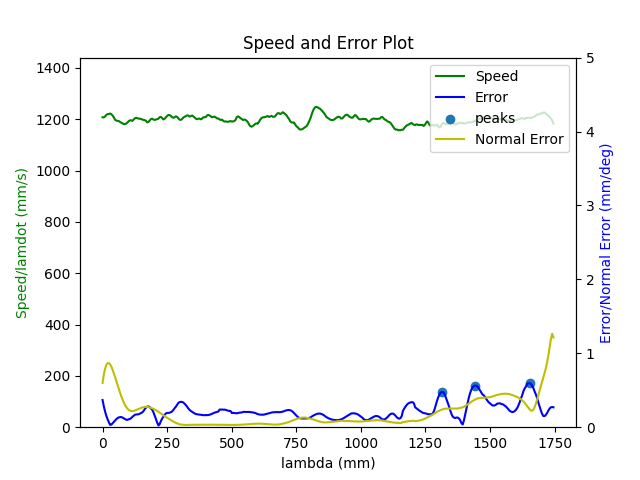 Speed and Error Plot
1400
1200
1000
800
600
400
200
0
Speed/lamdot (mm/s)
Speed
Error
peaks
Normal Error
5
4
3
2
1
0
Error/Normal Error (mm/deg)
0 250 500 750 1000 1250 1500 1750
lambda (mm)